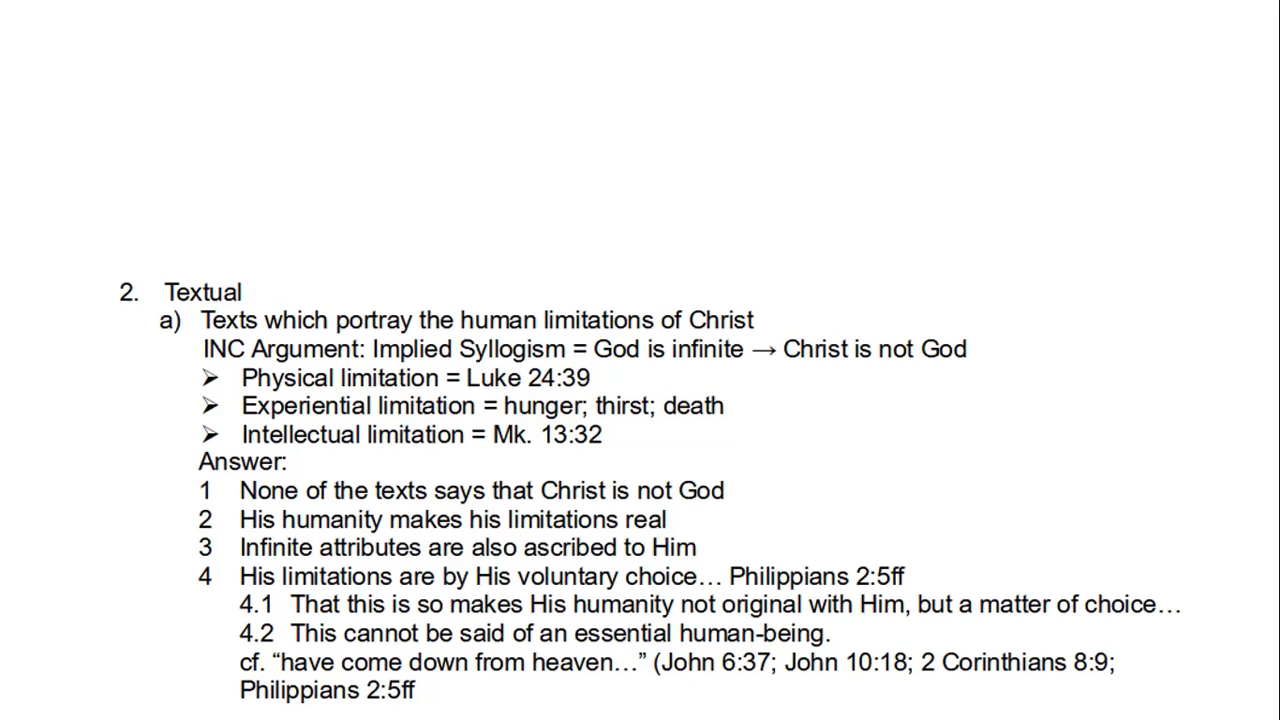 2. Textual
a) Texts which portray the human limitations of Christ
INC Argument: Implied Syllogism = God is infinite → Christ is not God
➢ Physical limitation = Luke 24:39
➢ Experiential limitation = hunger; thirst; death
➢ Intellectual limitation = Mk. 13:32
Answer:
1 None of the texts says that Christ is not God
2 His humanity makes his limitations real
3 Infinite attributes are also ascribed to Him
4 His limitations are by His voluntary choice… Philippians 2:5ff
4.1 That this is so makes His humanity not original with Him, but a matter of choice…
4.2 This cannot be said of an essential human-being.
cf. “have come down from heaven…” (John 6:37; John 10:18; 2 Corinthians 8:9;
Philippians 2:5ff